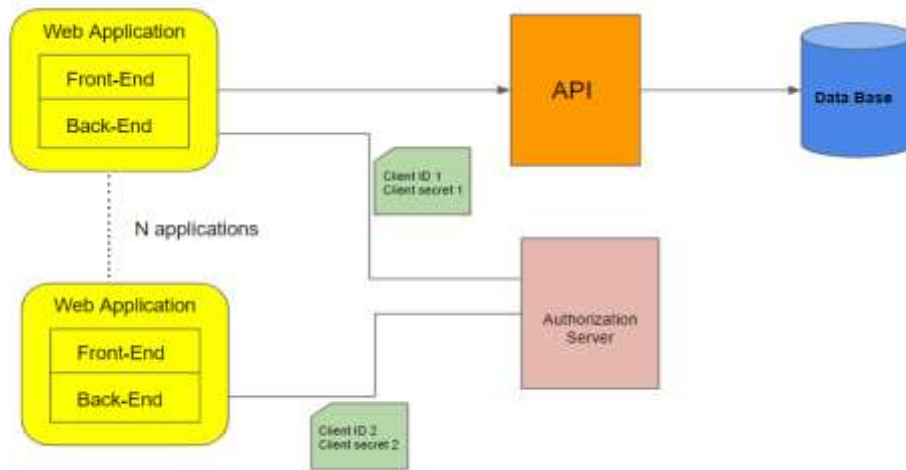 Web Application
Front-End
Back-End
API
Data Base
Client ID 1
Client secret 1
N applications
Web Application
Front-End
Back-End
Authorization
Server
Client ID 2
Client secret 2